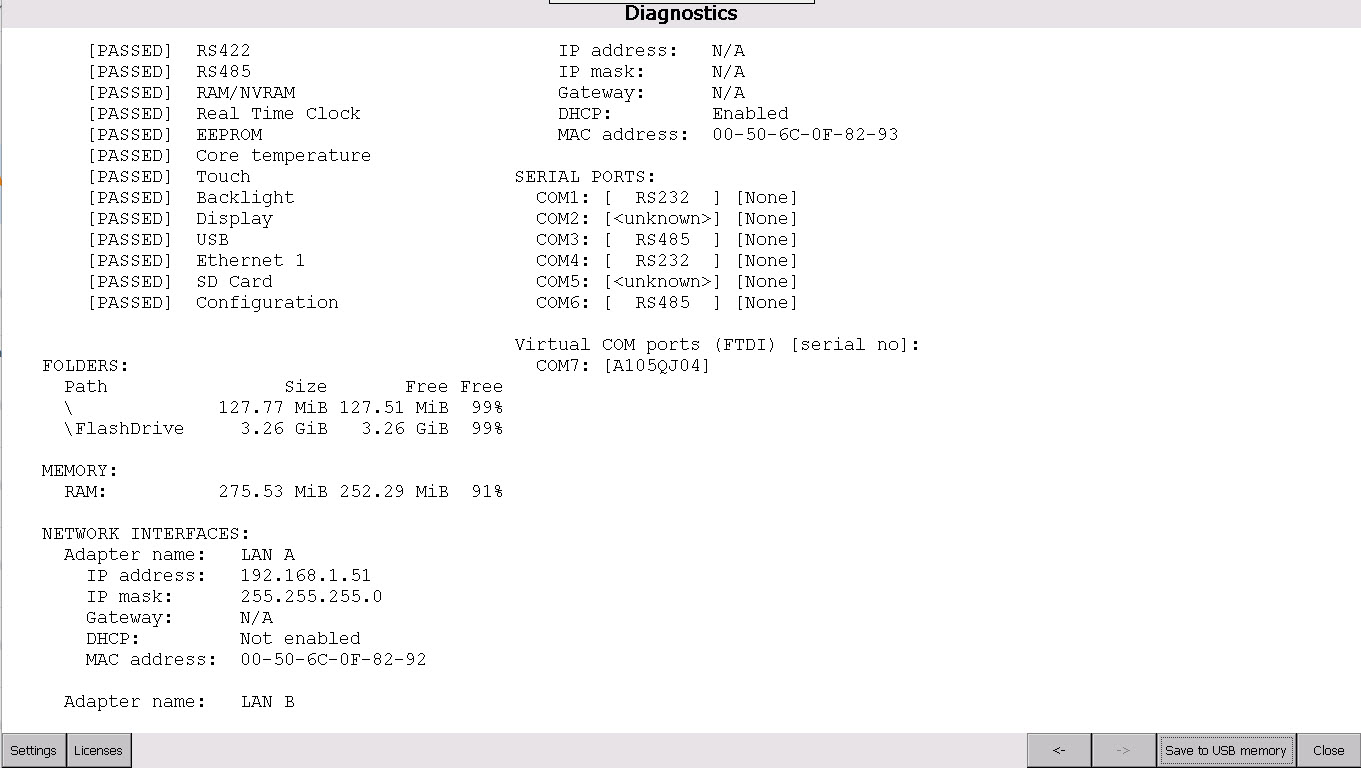 Diagnostics
[PASSED] RS422
[PASSED] RS485
[PASSED] RAM/NVRAM
[PASSED] Real Time Clock
[PASSED] EEPROM
[PASSED] Core temperature
[PASSED] Touch
[PASSED] Backlight
[PASSED] Display
[PASSED] USB
[PASSED] Ethernet 1
[PASSED] SD Card
[PASSED] Configuration
FOLDERS:
Path Size Free Free
\ 127.77 MiB 127.51 MiB 99%
\FlashDrive 3.26 GiB 3.26 GiB 99%
MEMORY:
RAM: 275.53 MiB 252.29 MiB 91%
NETWORK INTERFACES:
Adapter name: LAN A
IP address: 192.168.1.51
IP mask: 255.255.255.0
Gateway: N/A
DHCP: Not enabled
MAC address: 00-50-6C-0F-82-92
Adapter name: LAN B
IP address: N/A
IP mask: N/A
Gateway: N/A
DHCP: Enabled
MAC address: 00-50-6C-0F-82-93
SERIAL PORTS:
COM1: [ RS232 ] [None]
COM2: [<unknown>] [None]
COM3: [ RS485 ] [None]
COM4: [ RS232 ] [None]
COM5: [<unknown>] [None]
COM6: [ RS485 ] [None]
Virtual COM ports (FTDI) [serial no]:
COM7: [A105QJ04]
Settings Licenses <- -> Save to USB memory Close